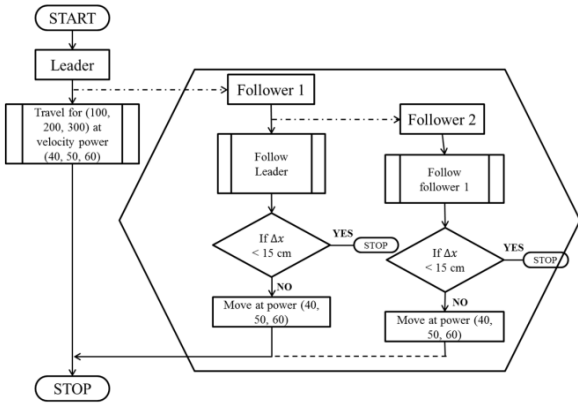 START
Leader
Travel for (100,
200, 300) at
velocity power
(40, 50, 60)
STOP
Follower 1
Follow
Leader
If Δx
< 15 cm
YES
STOP
NO
Move at power (40,
50, 60)
Follower 2
Follow
follower 1
If Δx
< 15 cm
YES
STOP
NO
Move at power (40,
50, 60)